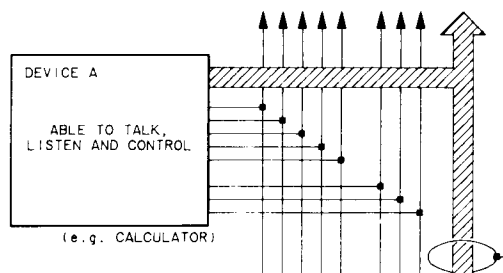 DEVICE A
ABLE TO TALK,
LISTEN AND CONTROL
(e.g. CALCULATOR)